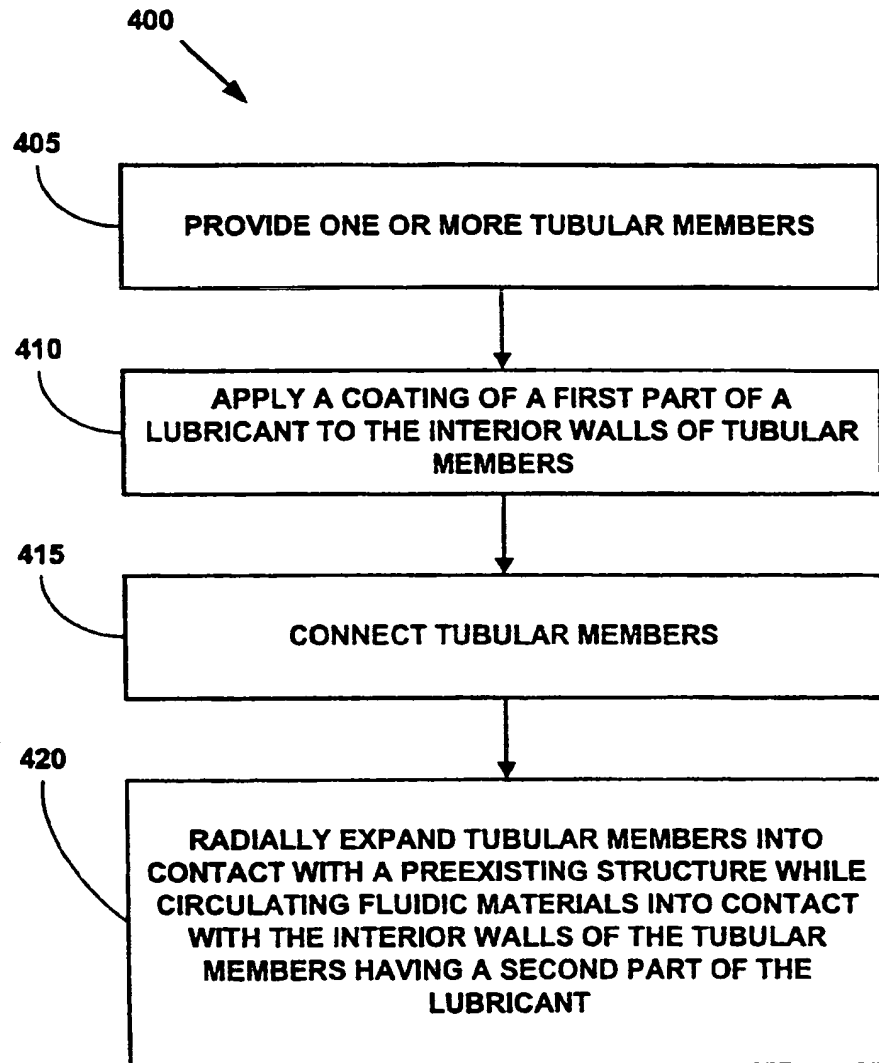 400
405
PROVIDE ONE OR MORE TUBULAR MEMBERS
410
APPLY A COATING OF A FIRST PART OF A
LUBRICANT TO THE INTERIOR WALLS OF TUBULAR
MEMBERS
415
CONNECT TUBULAR MEMBERS
420
RADIALLY EXPAND TUBULAR MEMBERS INTO
CONTACT WITH A PREEXISTING STRUCTURE WHILE
CIRCULATING FLUIDIC MATERIALS INTO CONTACT
WITH THE INTERIOR WALLS OF THE TUBULAR
MEMBERS HAVING A SECOND PART OF THE
LUBRICANT